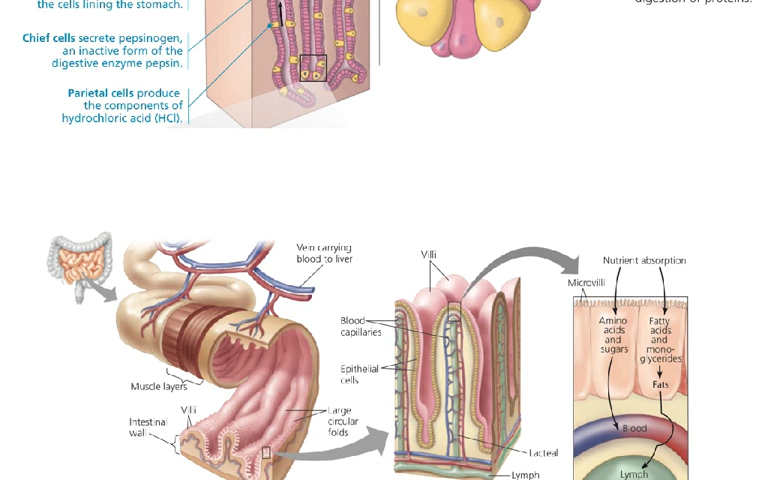 the cells lining the stomach.
Chief cells secrete pepsinogen,
an inactive form of the
digestive enzyme pepsin.
Parietal cells produce
the components of
hydrochloric acid (HCl).
digestion of proteins.
Vein carrying
blood to liver
Muscle layers
Villi
Intestinal
wall
Large
circular
folds
Villi
Blood
capillaries
Epithelial
cells
Lacteal
Lymph
Nutrient absorption
Microvilli
Amino
acids
and
sugars
Fatty
acids
and
mono-
glycerides
Fats
Blood
Lymph